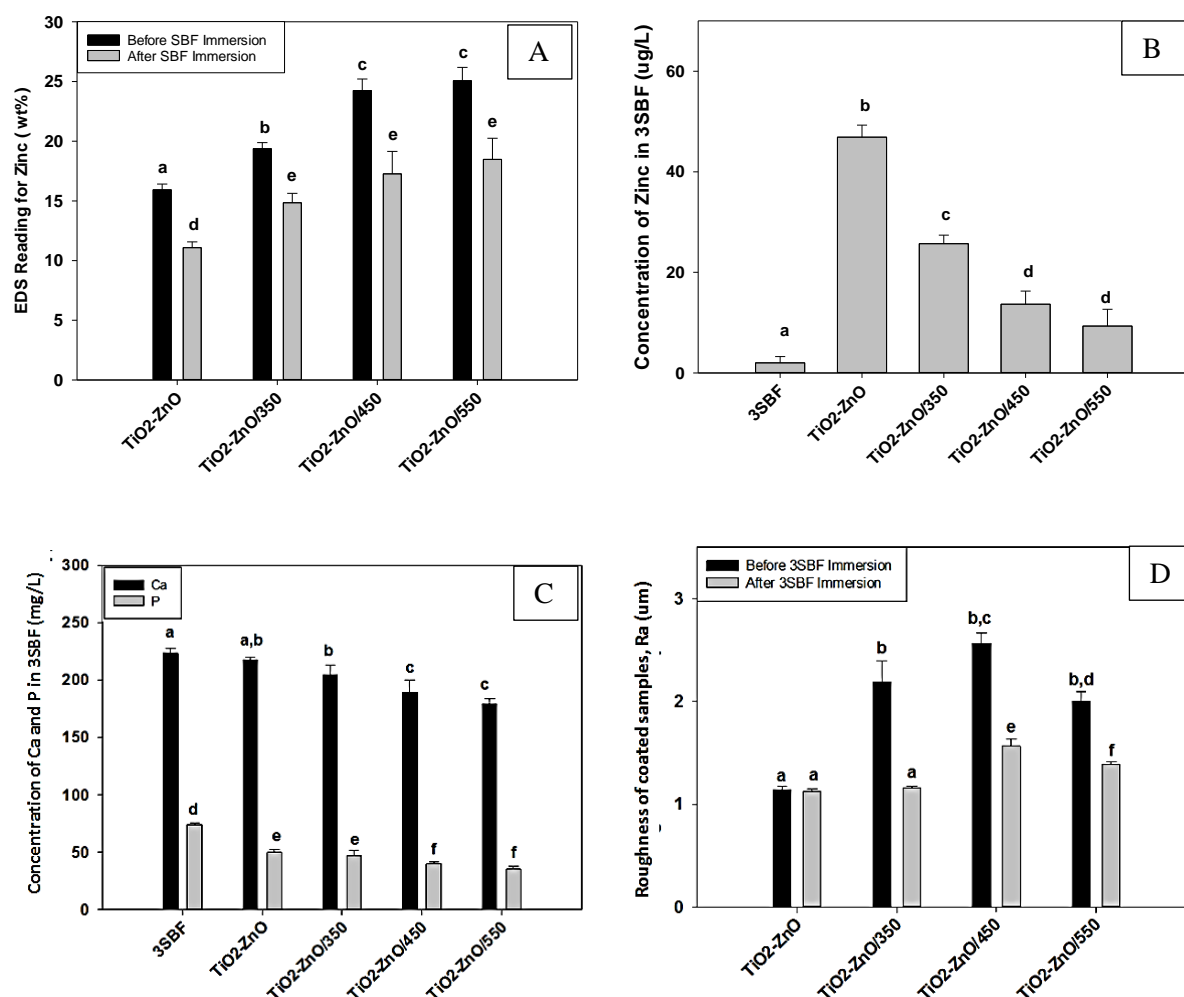 A
Before SBF Immersion
After SBF Immersion
EDS Reading for Zinc ( wt%)
30
25
20
15
10
5
0
a
d
b
e
c
e
c
e
TiO2-ZnO
TiO2-ZnO/350
TiO2-ZnO/450
TiO2-ZnO/550
B
Concentration of Zinc in 3SBF (ug/L)
60
40
20
0
a
b
c
d
d
3SBF
TiO2-ZnO
TiO2-ZnO/350
TiO2-ZnO/450
TiO2-ZnO/550
C
Ca
P
Concentration of Ca and P in 3SBF (mg/L)
300
250
200
150
100
50
0
a
d
a,b
e
b
e
c
f
c
f
3SBF
TiO2-ZnO
TiO2-ZnO/350
TiO2-ZnO/450
TiO2-ZnO/550
D
Before 3SBF Immersion
After 3SBF Immersion
Roughness of coated samples, Ra (um)
3
2
1
0
a
a
b
a
b,c
e
b,d
f
TiO2-ZnO
TiO2-ZnO/350
TiO2-ZnO/450
TiO2-ZnO/550